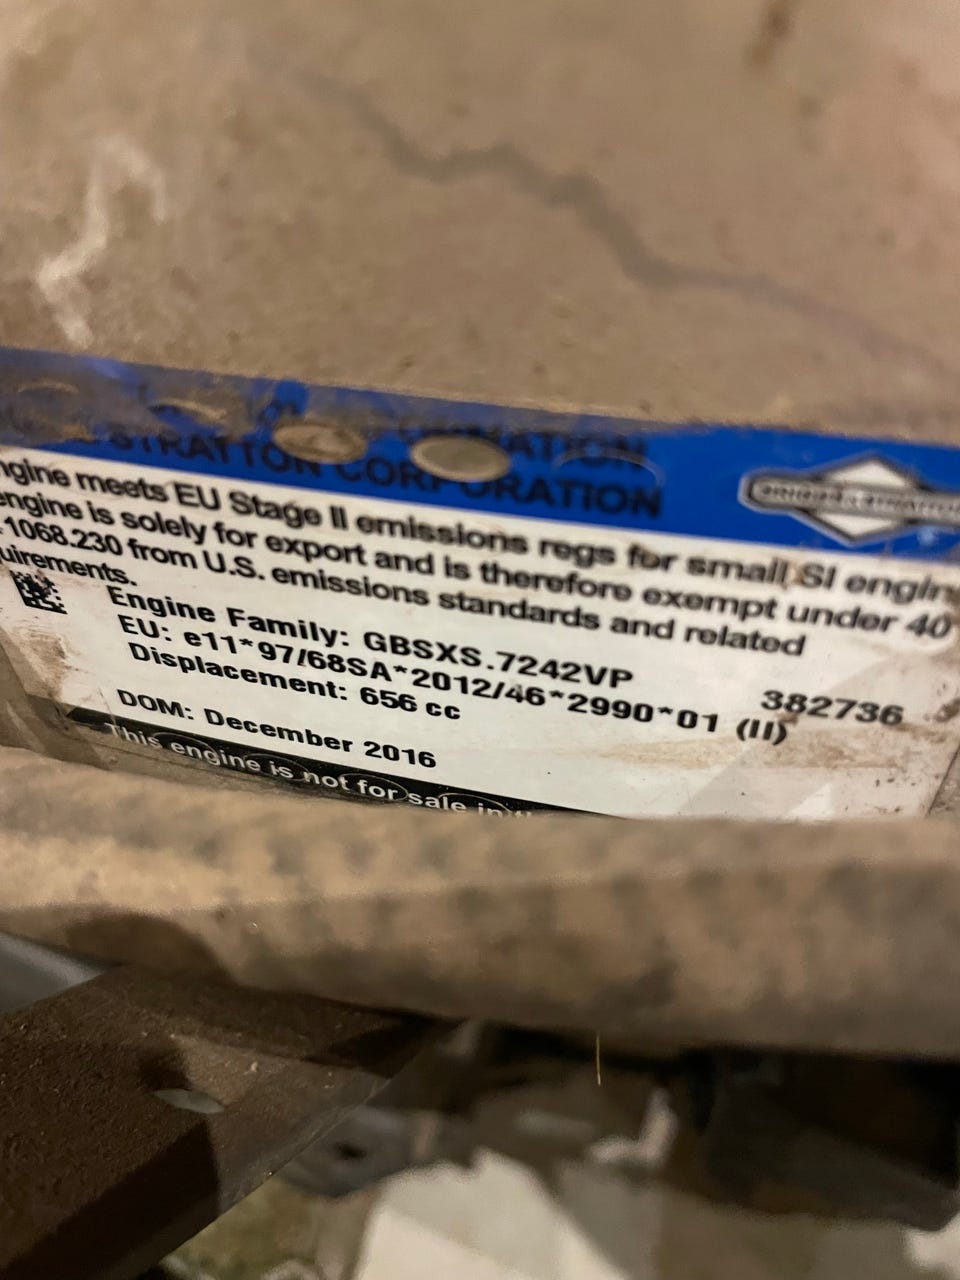 MATION
STRATTON CORPORATION
ngine meets EU Stage II emissions regs for small SI engin
engine is solely for export and is therefore exempt under 40
1068.230 from U.S. emissions standards and related
uirements.
Engine Family: GBSXS.7242VP
EU: e11*97/68SA*2012/46*2990*01 (II)
382736
Displacement: 656 cc
DOM: December 2016
This engine is not for sale in